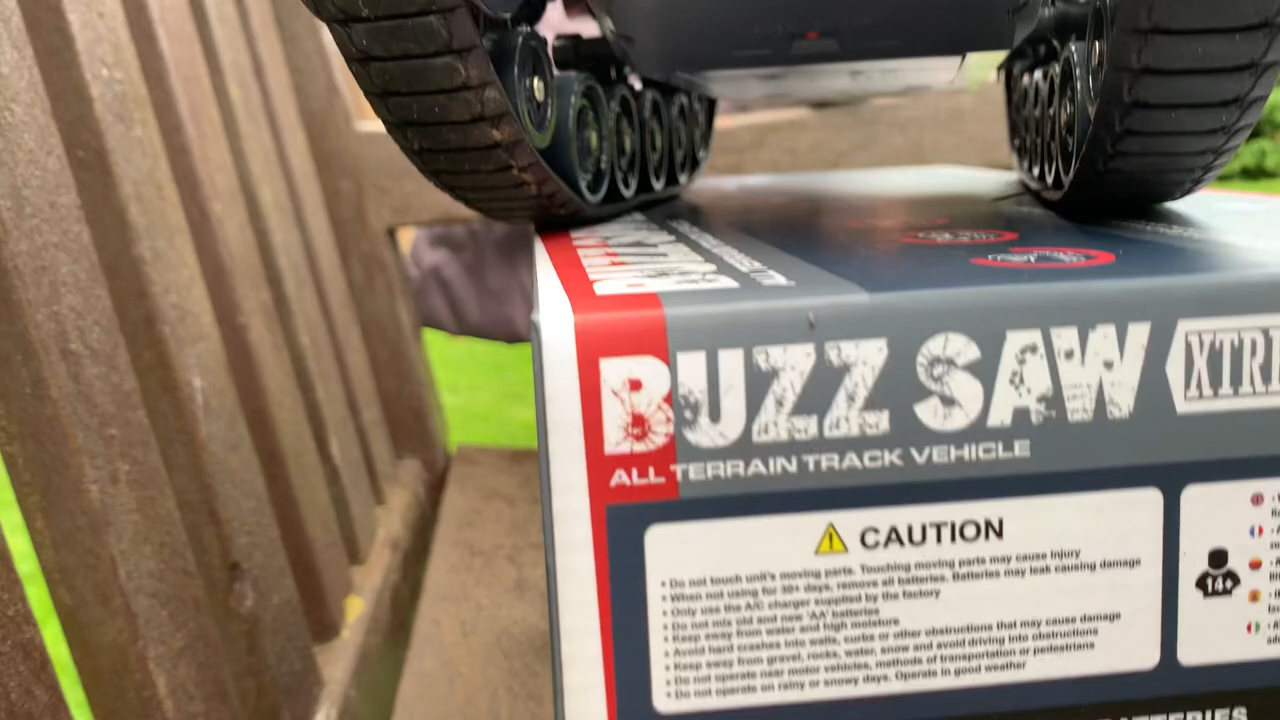 BUZZ SAW XTR
ALL TERRAIN TRACK VEHICLE
CAUTION
• Do not touch unit's moving parts. Touching moving parts may cause injury
• When not using for 30+ days, remove all batteries. Batteries may leak causing damage
• Only use the A/C charger supplied by the factory
• Do not mix old and new 'AA' batteries
• Keep away from water and high moisture
• Avoid hard crashes into walls, curbs or other obstructions that may cause damage
• Keep away from gravel, rocks, water, snow and avoid driving into obstructions
• Do not operate near motor vehicles, methods of transportation or pedestrians
• Do not operate on rainy or snowy days. Operate in good weather
14+
BATTERIES